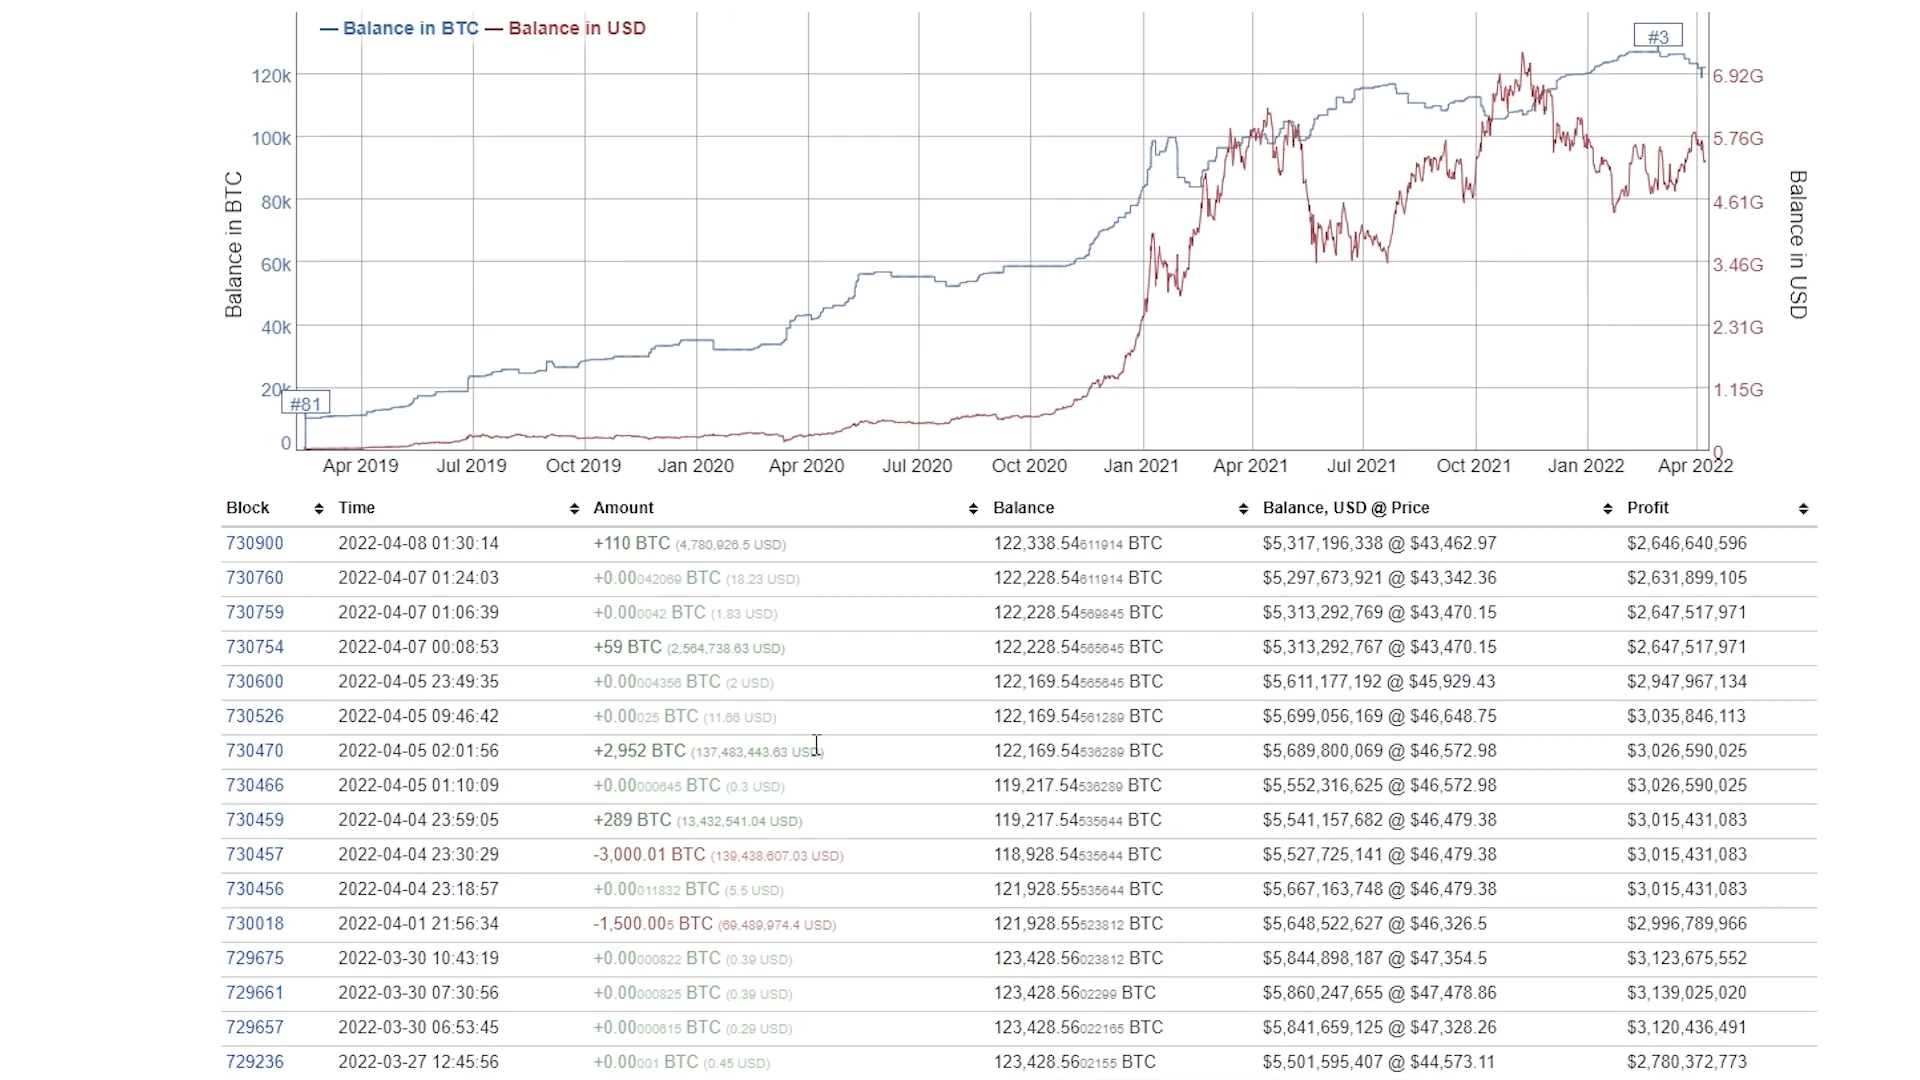 Balance in BTC Balance in USD
#3
120k 6.92G
100k 5.76G
80k 4.61G
60k 3.46G
40k 2.31G
20k 1.15G
#81
0 0
Balance in BTC
Balance in USD
Apr 2019 Jul 2019 Oct 2019 Jan 2020 Apr 2020 Jul 2020 Oct 2020 Jan 2021 Apr 2021 Jul 2021 Oct 2021 Jan 2022 Apr 2022
Block Time Amount Balance Balance, USD @ Price Profit
730900 2022-04-08 01:30:14 +110 BTC (4,780,926.5 USD) 122,338.54611914 BTC $5,317,196,338 @ $43,462.97 $2,646,640,596
730760 2022-04-07 01:24:03 +0.00042069 BTC (18.23 USD) 122,228.54611914 BTC $5,297,673,921 @ $43,342.36 $2,631,899,105
730759 2022-04-07 01:06:39 +0.000042 BTC (1.83 USD) 122,228.54569845 BTC $5,313,292,769 @ $43,470.15 $2,647,517,971
730754 2022-04-07 00:08:53 +59 BTC (2,564,738.63 USD) 122,228.54565645 BTC $5,313,292,767 @ $43,470.15 $2,647,517,971
730600 2022-04-05 23:49:35 +0.00004356 BTC (2 USD) 122,169.54565645 BTC $5,611,177,192 @ $45,929.43 $2,947,967,134
730526 2022-04-05 09:46:42 +0.00025 BTC (11.66 USD) 122,169.54561289 BTC $5,699,056,169 @ $46,648.75 $3,035,846,113
730470 2022-04-05 02:01:56 +2,952 BTC (137,483,443.63 USD) 122,169.54536289 BTC $5,689,800,069 @ $46,572.98 $3,026,590,025
730466 2022-04-05 01:10:09 +0.00000645 BTC (0.3 USD) 119,217.54536289 BTC $5,552,316,625 @ $46,572.98 $3,026,590,025
730459 2022-04-04 23:59:05 +289 BTC (13,432,541.04 USD) 119,217.54535644 BTC $5,541,157,682 @ $46,479.38 $3,015,431,083
730457 2022-04-04 23:30:29 -3,000.01 BTC (139,438,607.03 USD) 118,928.54535644 BTC $5,527,725,141 @ $46,479.38 $3,015,431,083
730456 2022-04-04 23:18:57 +0.00011832 BTC (5.5 USD) 121,928.55535644 BTC $5,667,163,748 @ $46,479.38 $3,015,431,083
730018 2022-04-01 21:56:34 -1,500.005 BTC (69,489,974.4 USD) 121,928.55523812 BTC $5,648,522,627 @ $46,326.5 $2,996,789,966
729675 2022-03-30 10:43:19 +0.00000822 BTC (0.39 USD) 123,428.56023812 BTC $5,844,898,187 @ $47,354.5 $3,123,675,552
729661 2022-03-30 07:30:56 +0.00000825 BTC (0.39 USD) 123,428.5602299 BTC $5,860,247,655 @ $47,478.86 $3,139,025,020
729657 2022-03-30 06:53:45 +0.00000615 BTC (0.29 USD) 123,428.56022165 BTC $5,841,659,125 @ $47,328.26 $3,120,436,491
729236 2022-03-27 12:45:56 +0.00001 BTC (0.45 USD) 123,428.5602155 BTC $5,501,595,407 @ $44,573.11 $2,780,372,773